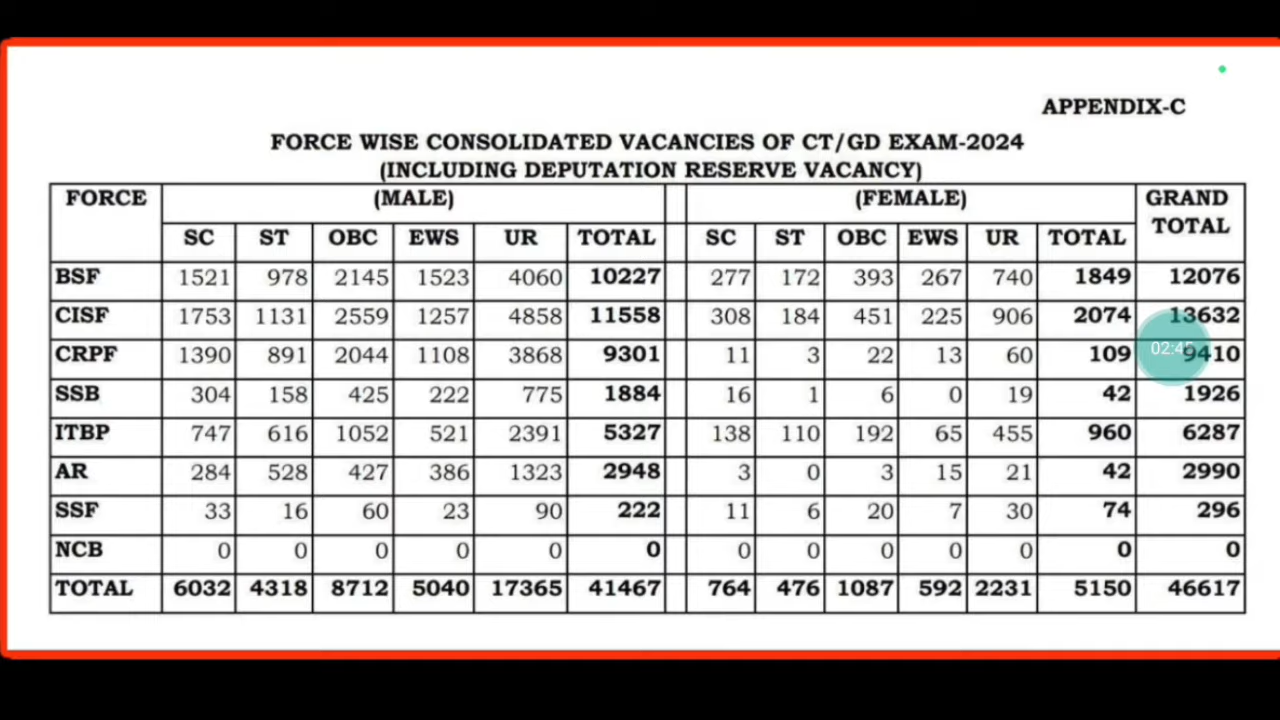 APPENDIX-C
FORCE WISE CONSOLIDATED VACANCIES OF CT/GD EXAM-2024
(INCLUDING DEPUTATION RESERVE VACANCY)
FORCE (MALE) (FEMALE) GRAND TOTAL
SC ST OBC EWS UR TOTAL SC ST OBC EWS UR TOTAL
BSF 1521 978 2145 1523 4060 10227 277 172 393 267 740 1849 12076
CISF 1753 1131 2559 1257 4858 11558 308 184 451 225 906 2074 13632
CRPF 1390 891 2044 1108 3868 9301 11 3 22 13 60 109 9410
SSB 304 158 425 222 775 1884 16 1 6 0 19 42 1926
ITBP 747 616 1052 521 2391 5327 138 110 192 65 455 960 6287
AR 284 528 427 386 1323 2948 3 0 3 15 21 42 2990
SSF 33 16 60 23 90 222 11 6 20 7 30 74 296
NCB 0 0 0 0 0 0 0 0 0 0 0 0 0
TOTAL 6032 4318 8712 5040 17365 41467 764 476 1087 592 2231 5150 46617